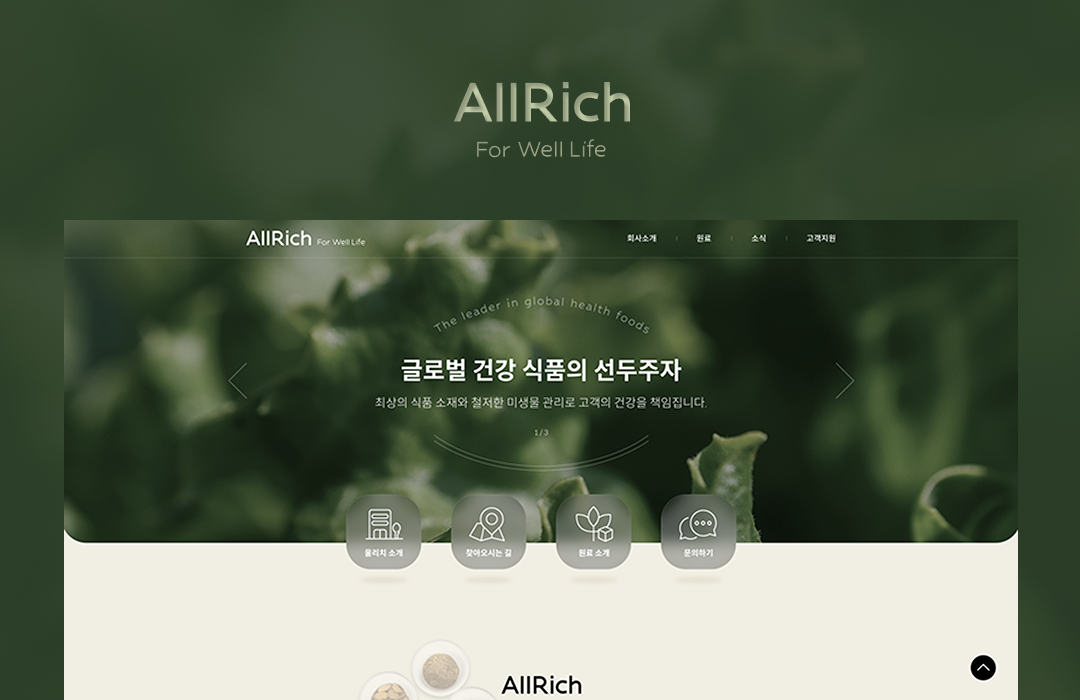 AllRich
For Well Life
AllRich For Well Life
회사소개
원료
소식
고객지원
The leader in global health foods
글로벌 건강 식품의 선두주자
최상의 식품 소재와 철저한 미생물 관리로 고객의 건강을 책임집니다.
1/3
올리치 소개
찾아오시는 길
원료 소개
문의하기
AllRich